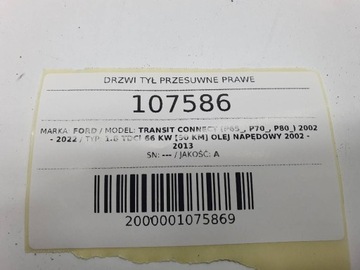 DRZWI TYŁ PRZESUWNE PRAWE
107586
MARKA: FORD / MODEL: TRANSIT CONNECT (P65_, P70_, P80_) 2002
- 2022 / TYP: 1.8 TDCI 66 KW [90 KM] OLEJ NAPĘDOWY 2002 -
2013
SN: --- / JAKOŚĆ: A
2000001075869